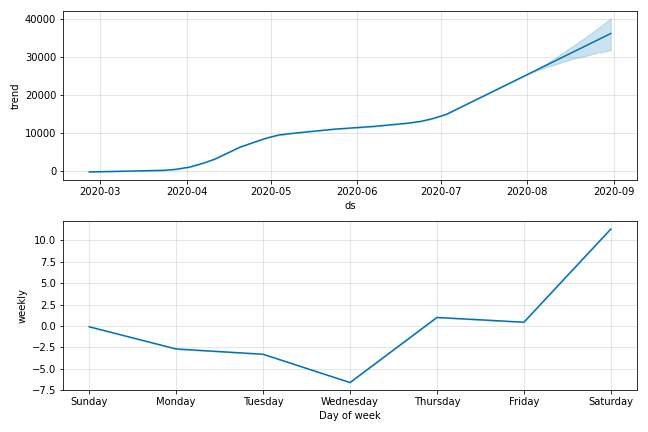 40000
30000
20000
10000
0
trend
2020-03 2020-04 2020-05 2020-06 2020-07 2020-08 2020-09
ds
10.0
7.5
5.0
2.5
0.0
−2.5
−5.0
−7.5
weekly
Sunday Monday Tuesday Wednesday Thursday Friday Saturday
Day of week